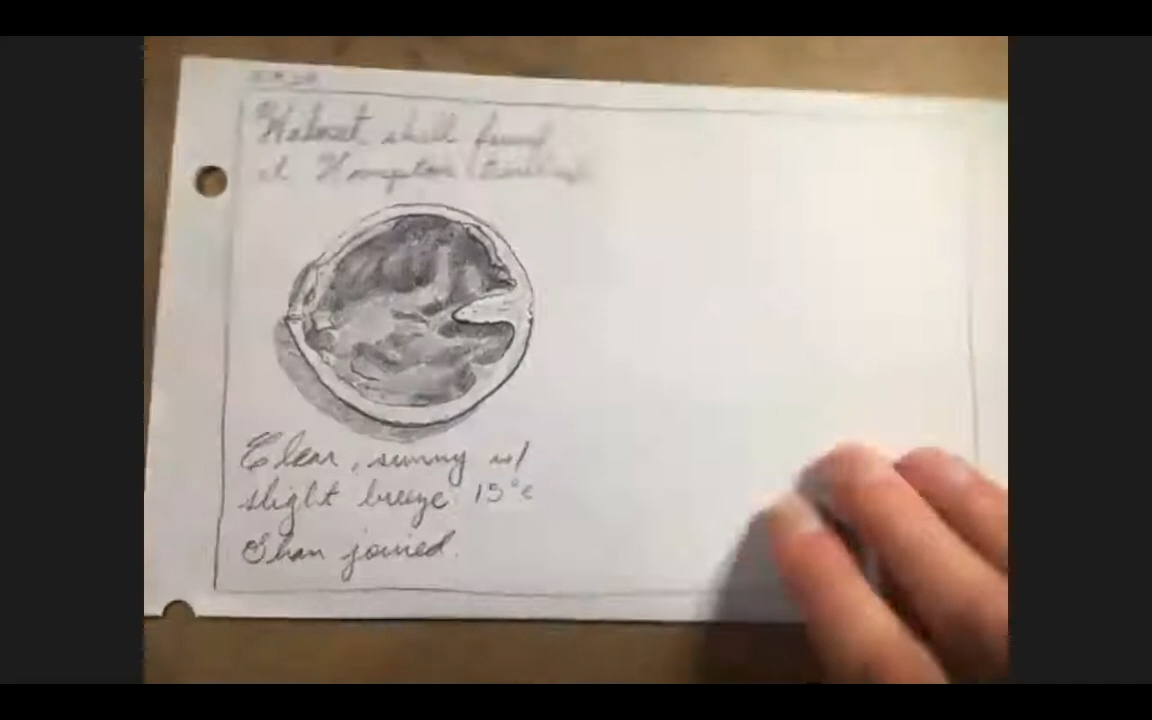 Walnut shell found
at Hampton
Clear, sunny w/
slight breeze 15°c
Shan joined.